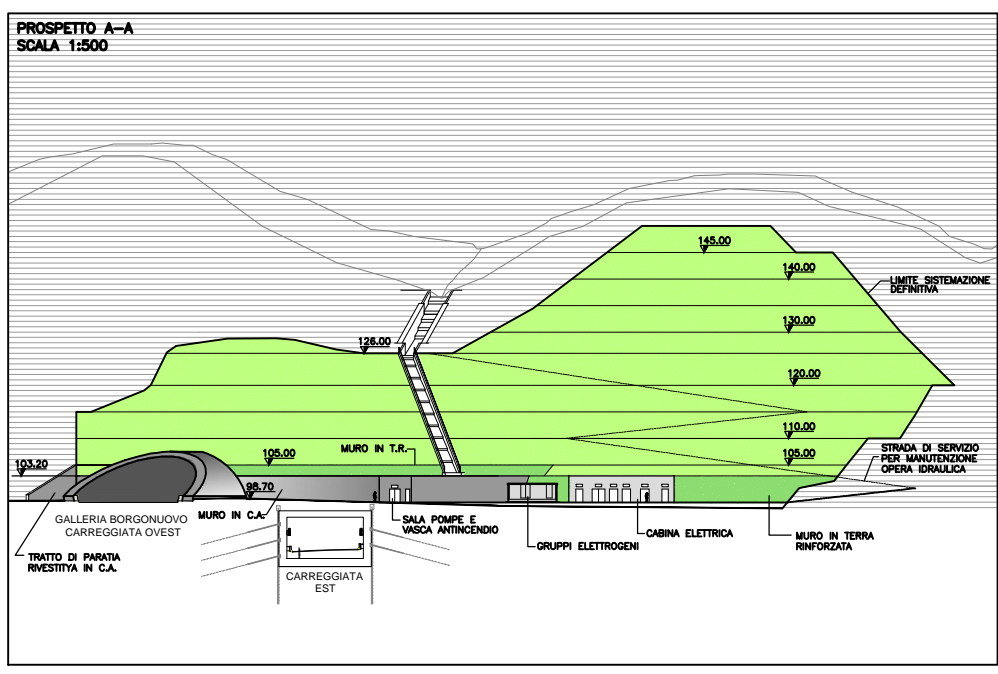 PROSPETTO A-A
SCALA 1:500
145.00
140.00
LIMITE SISTEMAZIONE
DEFINITIVA
130.00
126.00
120.00
110.00
STRADA DI SERVIZIO
PER MANUTENZIONE
OPERA IDRAULICA
MURO IN T.R.
105.00
105.00
103.20
98.70
GALLERIA BORGONUOVO
CARREGGIATA OVEST
MURO IN C.A.
SALA POMPE E
VASCA ANTINCENDIO
GRUPPI ELETTROGENI
CABINA ELETTRICA
MURO IN TERRA
RINFORZATA
TRATTO DI PARATIA
RIVESTITYA IN C.A.
CARREGGIATA
EST